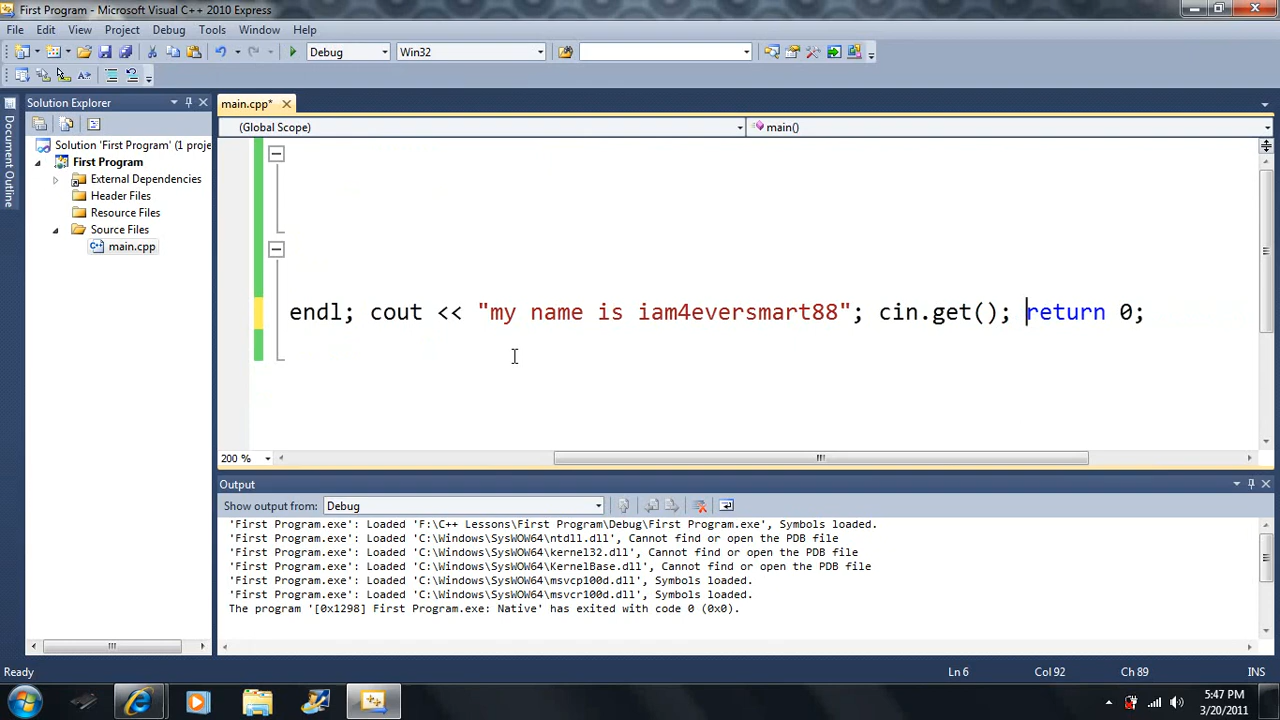 First Program - Microsoft Visual C++ 2010 Express
File Edit View Project Debug Tools Window Help
Debug Win32
Solution Explorer
main.cpp*
Document Outline
(Global Scope) main()
Solution 'First Program' (1 proje
First Program
External Dependencies
Header Files
Resource Files
Source Files
main.cpp
endl; cout << "my name is iam4eversmart88"; cin.get(); return 0;
200 %
Output
Show output from: Debug
'First Program.exe': Loaded 'F:\C++ Lessons\First Program\Debug\First Program.exe', Symbols loaded.
'First Program.exe': Loaded 'C:\Windows\SysWOW64\ntdll.dll', Cannot find or open the PDB file
'First Program.exe': Loaded 'C:\Windows\SysWOW64\kernel32.dll', Cannot find or open the PDB file
'First Program.exe': Loaded 'C:\Windows\SysWOW64\KernelBase.dll', Cannot find or open the PDB file
'First Program.exe': Loaded 'C:\Windows\SysWOW64\msvcp100d.dll', Symbols loaded.
'First Program.exe': Loaded 'C:\Windows\SysWOW64\msvcr100d.dll', Symbols loaded.
The program '[0x1298] First Program.exe: Native' has exited with code 0 (0x0).
Ready Ln 6 Col 92 Ch 89 INS
5:47 PM
3/20/2011